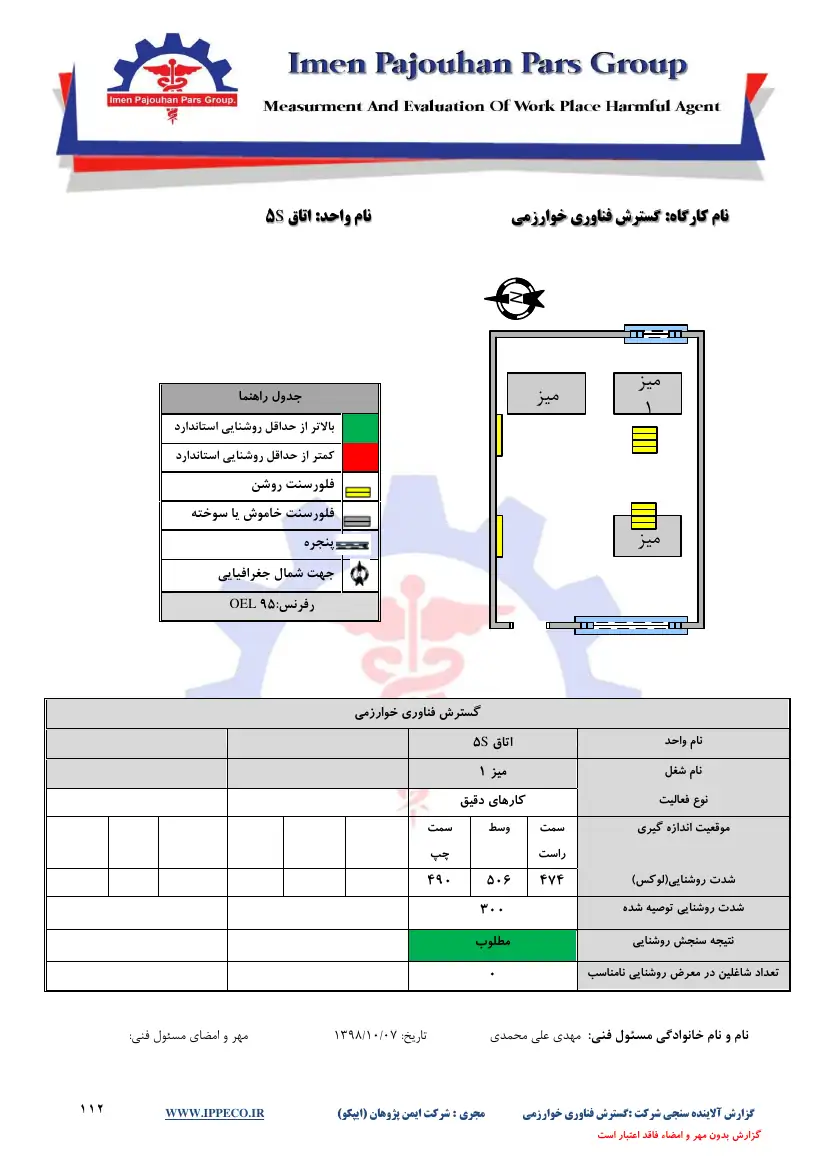 Imen Pajouhan Pars Group
Imen Pajouhan Pars Group.
Measurment And Evaluation Of Work Place Harmful Agent
نام کارگاه: گسترش فناوری خوارزمی نام واحد: اتاق ۵S
N
میز
میز
۱
میز
جدول راهنما
بالاتر از حداقل روشنایی استاندارد
کمتر از حداقل روشنایی استاندارد
فلورسنت روشن
فلورسنت خاموش یا سوخته
پنجره
جهت شمال جغرافیایی
رفرنس:OEL ۹۵
گسترش فناوری خوارزمی
نام واحد اتاق ۵S
نام شغل میز ۱
نوع فعالیت کارهای دقیق
موقعیت اندازه گیری سمت راست وسط سمت چپ
شدت روشنایی(لوکس) ۴۷۴ ۵۰۶ ۴۹۰
شدت روشنایی توصیه شده ۳۰۰
نتیجه سنجش روشنایی مطلوب
تعداد شاغلین در معرض روشنایی نامناسب ۰
نام و نام خانوادگی مسئول فنی: مهدی علی محمدی تاریخ: ۱۳۹۸/۱۰/۰۷ مهر و امضای مسئول فنی:
گزارش آلاینده سنجی شرکت :گسترش فناوری خوارزمی مجری : شرکت ایمن پژوهان (ایپکو) WWW.IPPECO.IR ۱۱۲
گزارش بدون مهر و امضاء فاقد اعتبار است